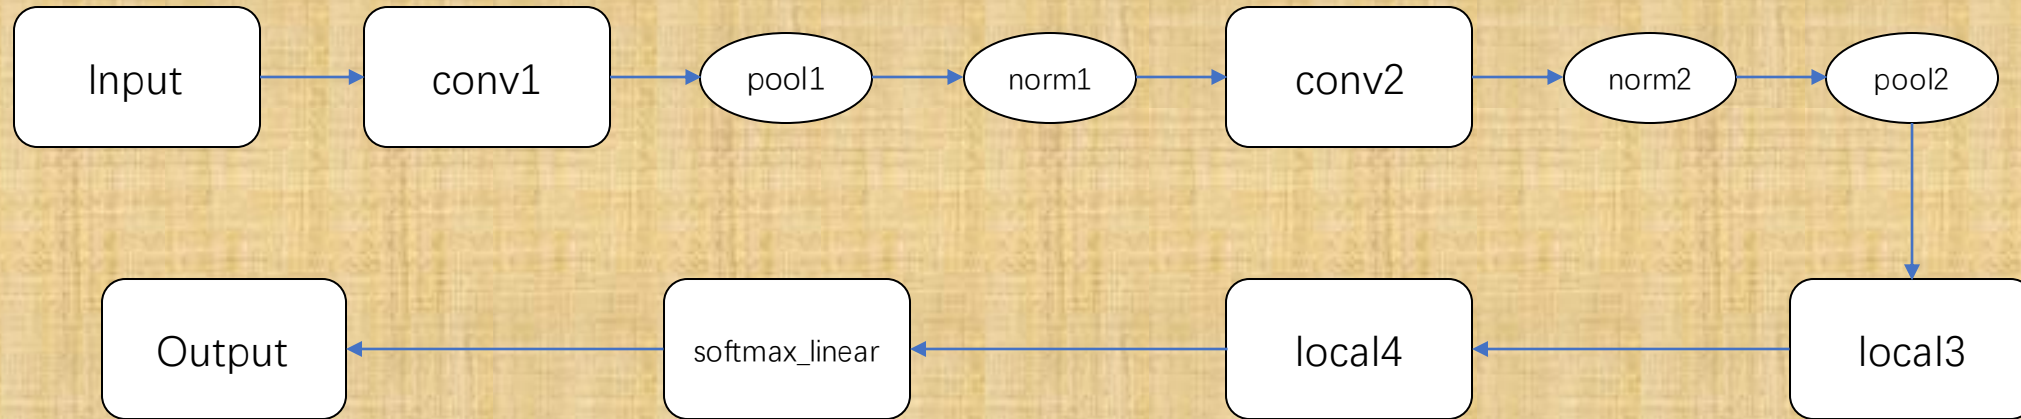 Input
conv1
pool1
norm1
conv2
norm2
pool2
local3
local4
softmax_linear
Output